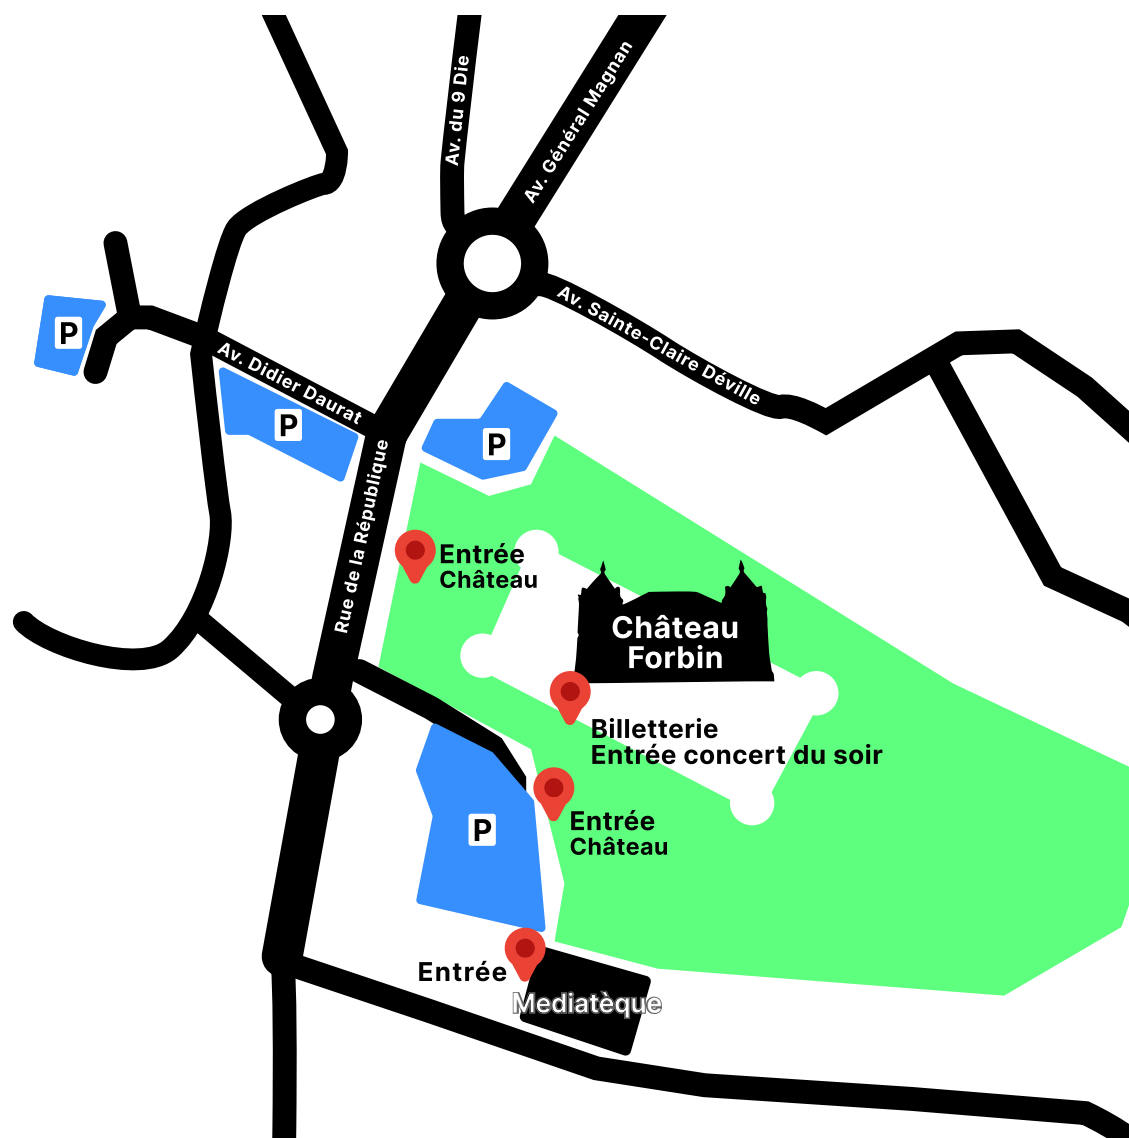 Av. du 9 Die
Av. Général Magnan
Av. Sainte-Claire Déville
P
Av. Didier Daurat
P
P
Rue de la République
Entrée
Château
Château
Forbin
Billetterie
Entrée concert du soir
Entrée
Château
P
Entrée
Mediatèque